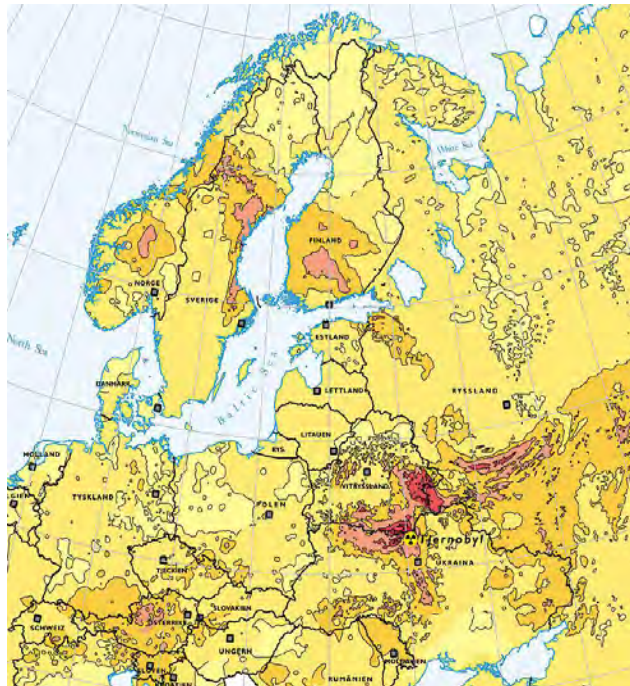 Norwegian Sea
White Sea
FINLAND
NORGE
SVERIGE
North Sea
ESTLAND
Baltic Sea
DANMARK
LETTLAND
RYSSLAND
LITAUEN
RYS
HOLLAND
VITRYSSLAND
TYSKLAND
POLEN
Tjernobyl
UKRAINA
TJECKIEN
SLOVAKIEN
ÖSTERRIKE
SCHWEIZ
UNGERN
MOLDAVIEN
RUMÄNIEN